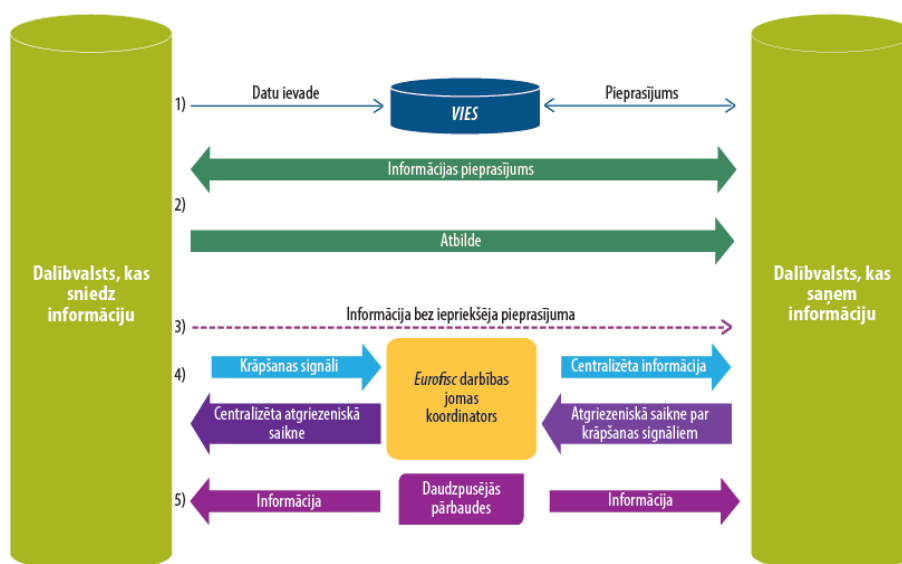 Dalībvalsts, kas
sniedz
informāciju
1)
Datu ievade
VIES
Pieprasījums
2)
Informācijas pieprasījums
Atbilde
3)
Informācija bez iepriekšēja pieprasījuma
4)
Krāpšanas signāli
Centralizēta atgriezeniskā
saikne
Eurofisc darbības
jomas
koordinators
Centralizēta informācija
Atgriezeniskā saikne par
krāpšanas signāliem
5)
Informācija
Daudzpusējās
pārbaudes
Informācija
Dalībvalsts, kas
saņem
informāciju